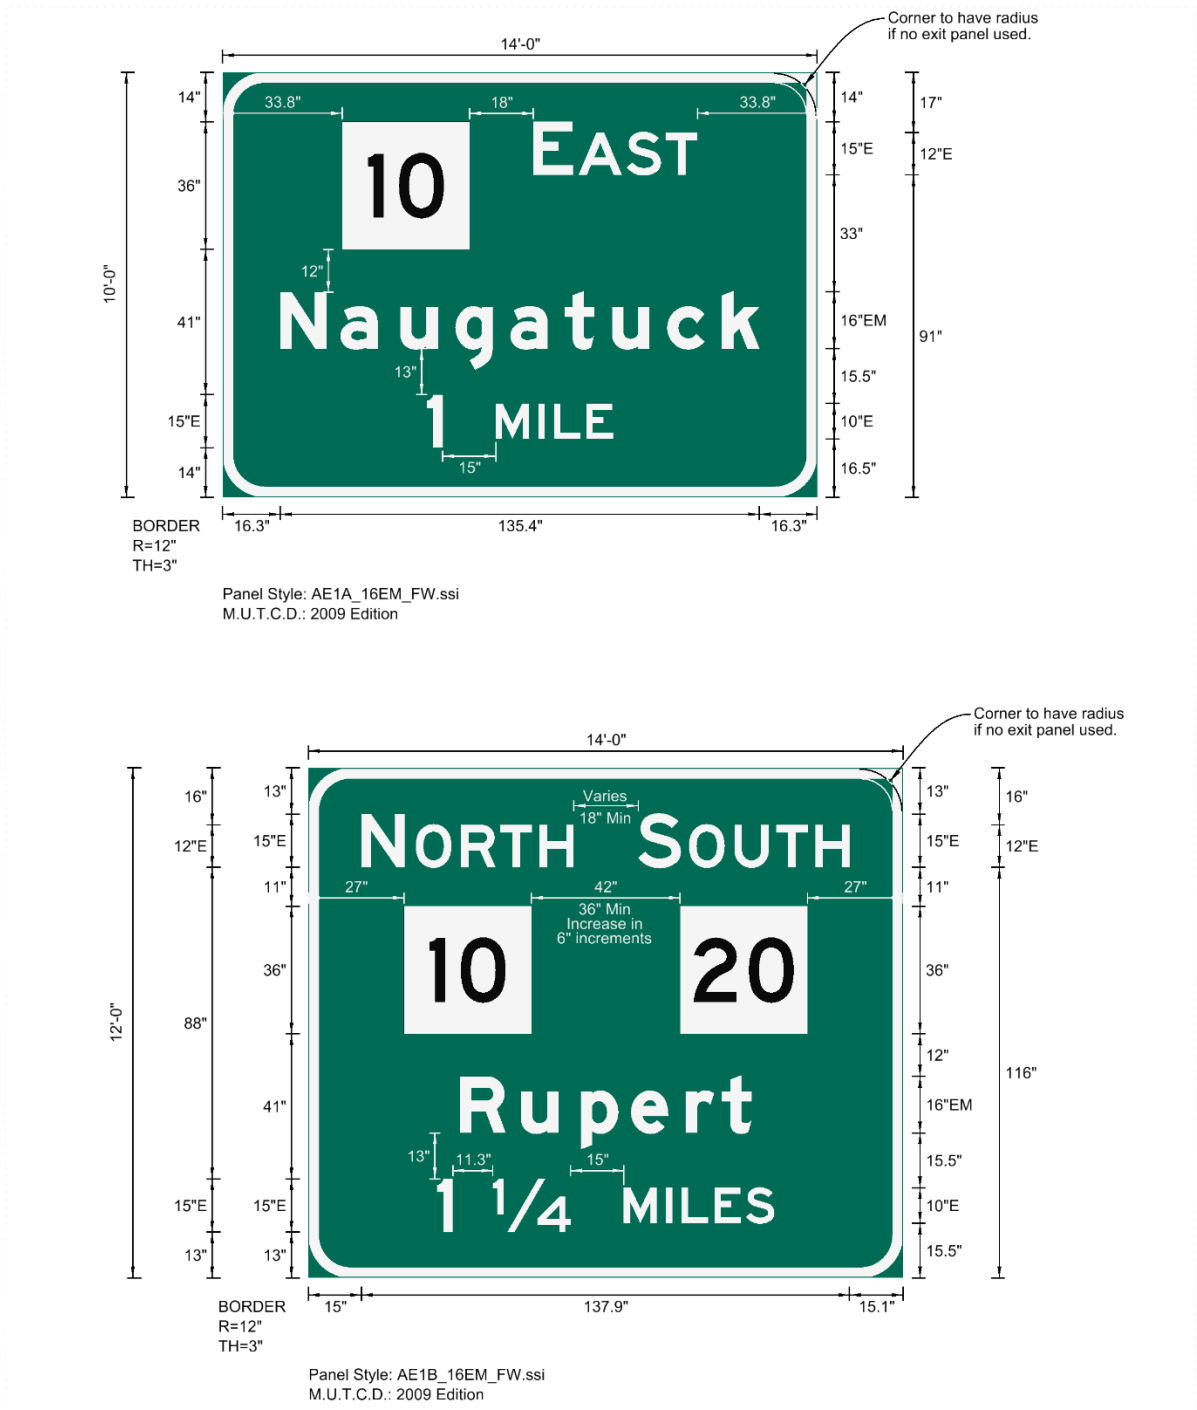 Corner to have radius
if no exit panel used.
14'-0"
14"
33.8"
18"
33.8"
14"
17"
EAST
15"E
12"E
10
36"
33"
12"
10'-0"
Naugatuck
41"
16"EM
91"
13"
15.5"
1 MILE
15"E
10"E
15"
14"
16.5"
16.3"
135.4"
16.3"
BORDER
R=12"
TH=3"
Panel Style: AE1A_16EM_FW.ssi
M.U.T.C.D.: 2009 Edition
Corner to have radius
if no exit panel used.
14'-0"
16"
13"
Varies
18" Min
13"
16"
NORTH SOUTH
12"E
15"E
15"E
12"E
11"
27"
42"
27"
11"
36" Min
Increase in
6" increments
10
20
36"
36"
88"
12'-0"
12"
116"
Rupert
41"
16"EM
13"
11.3"
15"
15.5"
1 1/4 MILES
15"E
15"E
10"E
13"
13"
15.5"
15"
137.9"
15.1"
BORDER
R=12"
TH=3"
Panel Style: AE1B_16EM_FW.ssi
M.U.T.C.D.: 2009 Edition